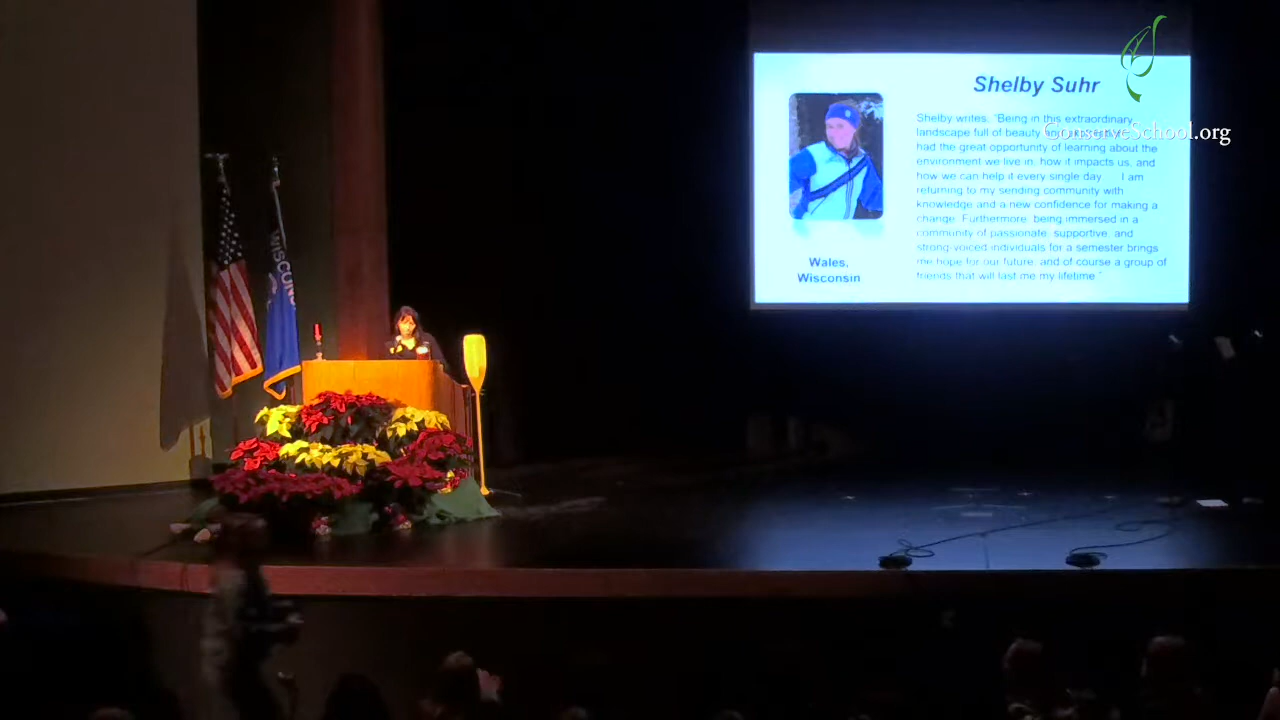 Shelby Suhr
Shelby writes, "Being in this extraordinary
landscape full of beauty
ConserveSchool.org
had the great opportunity of learning about the
environment we live in, how it impacts us, and
how we can help it every single day I am
returning to my sending community with
knowledge and a new confidence for making a
change. Furthermore, being immersed in a
community of passionate, supportive, and
strong-voiced individuals for a semester brings
me hope for our future, and of course a group of
friends that will last me my lifetime."
Wales,
Wisconsin
WISCON